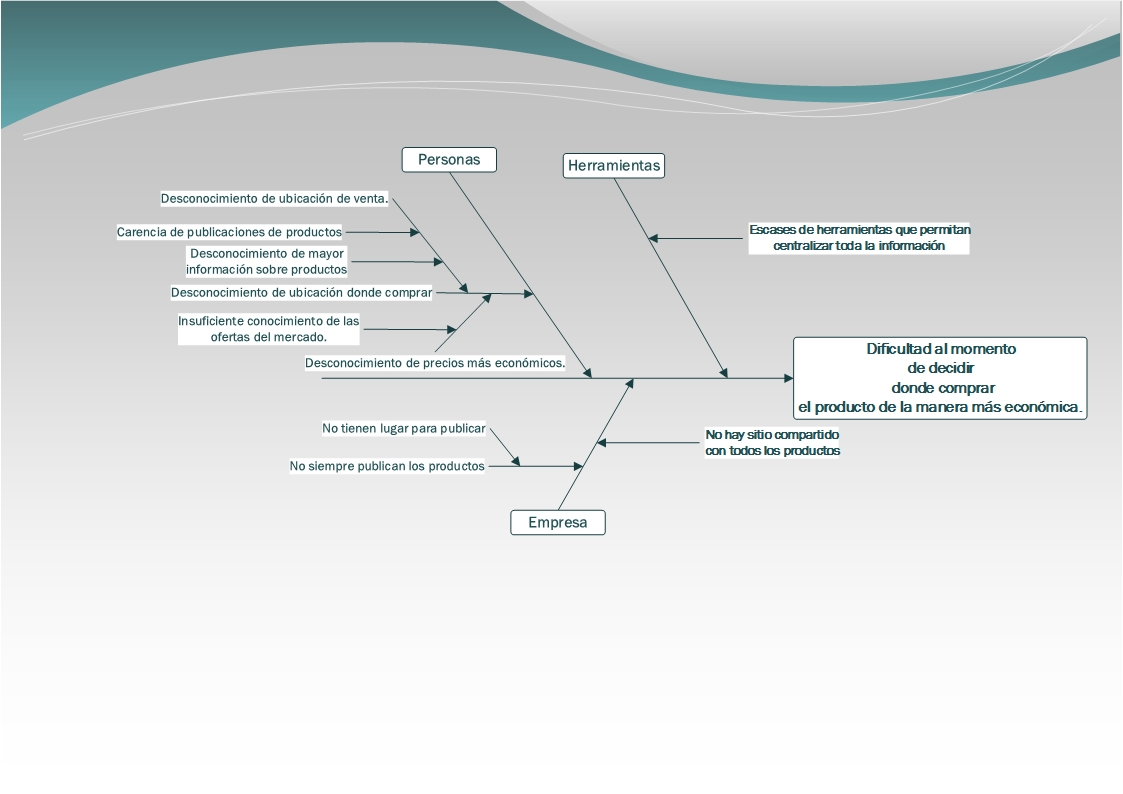 Personas
Herramientas
Desconocimiento de ubicación de venta.
Carencia de publicaciones de productos
Escases de herramientas que permitan
centralizar toda la información
Desconocimiento de mayor
información sobre productos
Desconocimiento de ubicación donde comprar
Insuficiente conocimiento de las
ofertas del mercado.
Desconocimiento de precios más económicos.
Dificultad al momento
de decidir
donde comprar
el producto de la manera más económica.
No tienen lugar para publicar
No hay sitio compartido
con todos los productos
No siempre publican los productos
Empresa